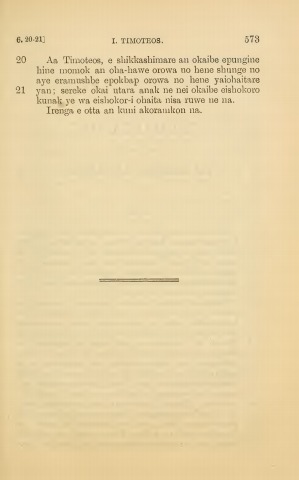 6. 20-21] I. TIMOTEOS. 573
20 Aa Timoteos, e shikkashimare an okaibe epungine
hine momok an oha-hawe orowa no hene shunge no
aye eramushbe epokbap orowa no hene yaiohaitare
21 yan; sereke okai utara anak ne nei okaibe eishokoro
kunak ye wa eishokor-i ohaita nisa ruwe ne na.
Irenga e otta an kuni akoramkon na.